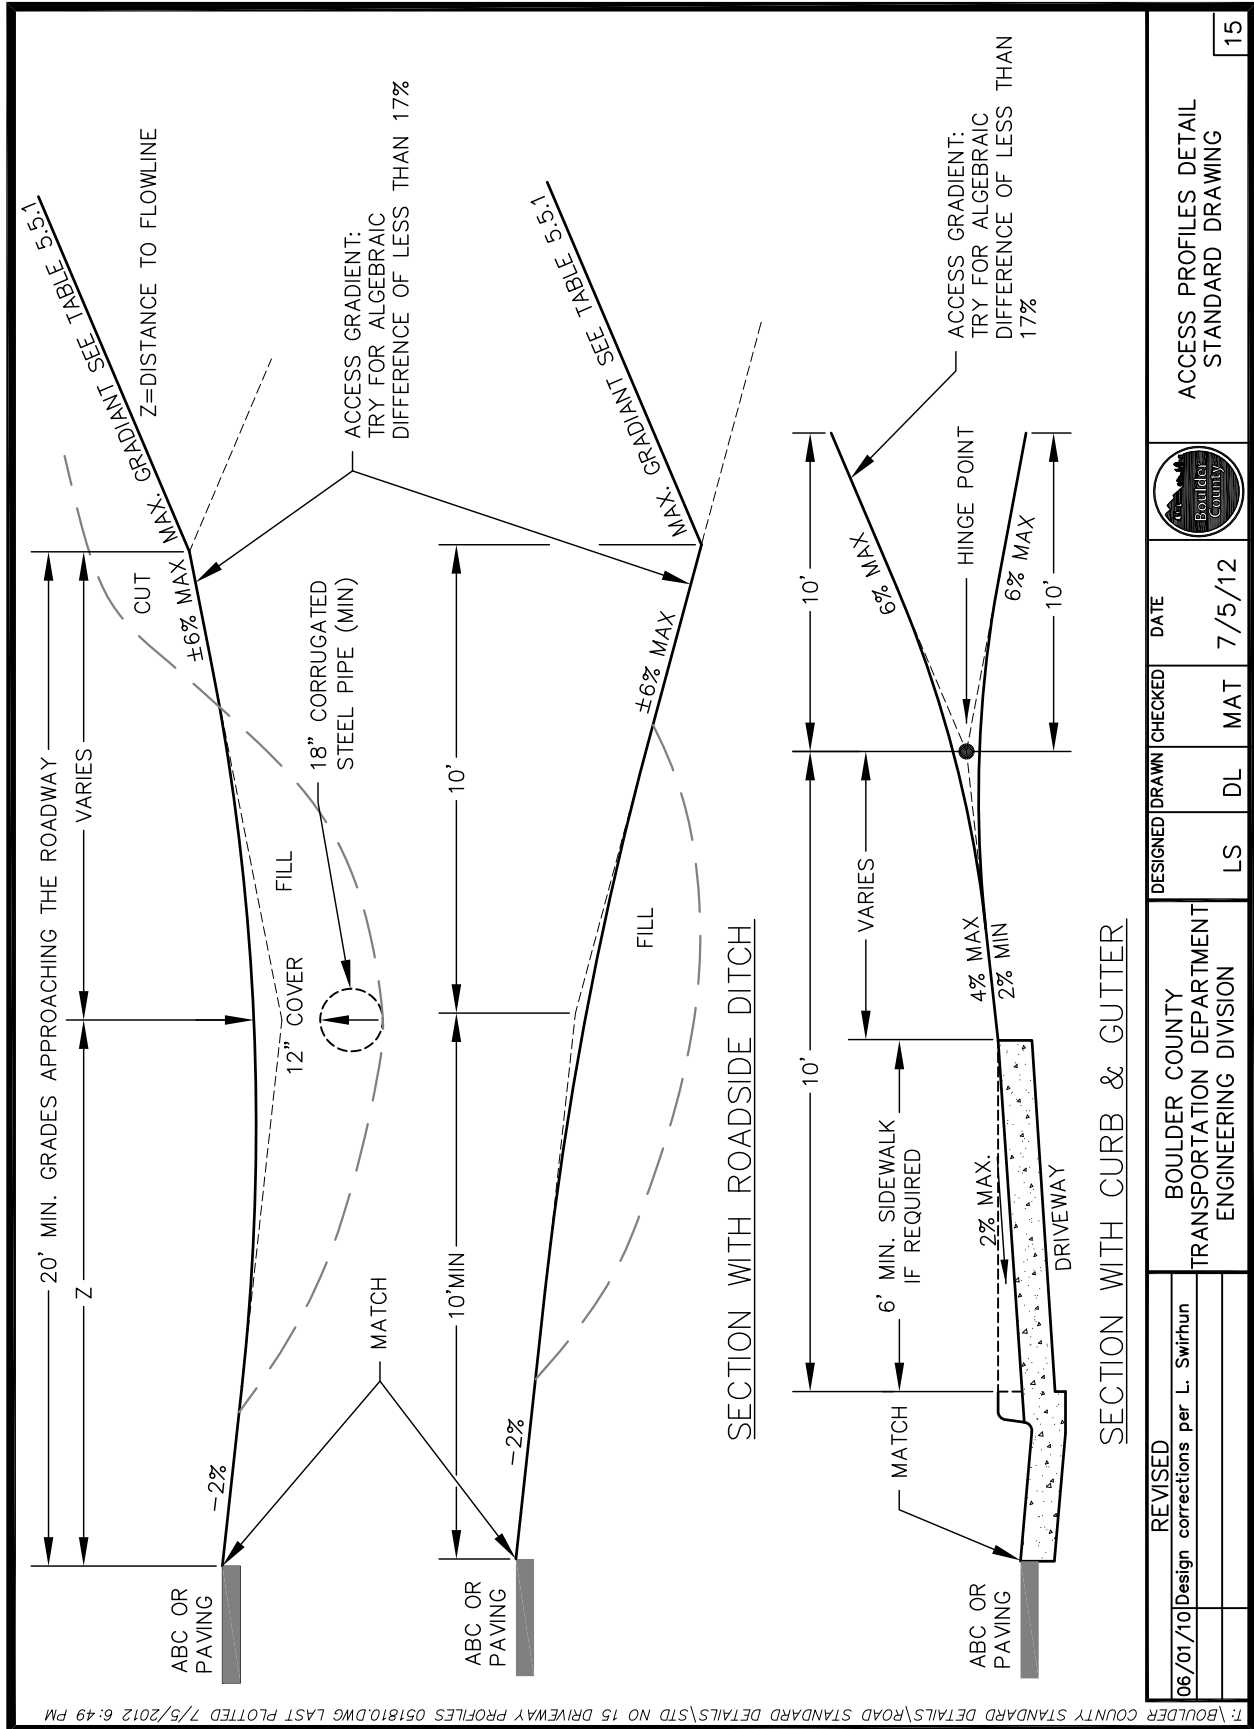 20' MIN. GRADES APPROACHING THE ROADWAY
Z
VARIES
Z=DISTANCE TO FLOWLINE
ABC OR
PAVING
-2%
12" COVER
FILL
CUT
±6% MAX
MAX. GRADIANT SEE TABLE 5.5.1
18" CORRUGATED
STEEL PIPE (MIN)
ACCESS GRADIENT:
TRY FOR ALGEBRAIC
DIFFERENCE OF LESS THAN 17%
MATCH
10'MIN
10'
ABC OR
PAVING
-2%
FILL
±6% MAX
MAX. GRADIANT SEE TABLE 5.5.1
SECTION WITH ROADSIDE DITCH
10'
10'
VARIES
6' MIN. SIDEWALK
IF REQUIRED
MATCH
2% MAX.
4% MAX
2% MIN
6% MAX
HINGE POINT
6% MAX
10'
ACCESS GRADIENT:
TRY FOR ALGEBRAIC
DIFFERENCE OF LESS THAN
17%
ABC OR
PAVING
DRIVEWAY
SECTION WITH CURB & GUTTER
REVISED
06/01/10 Design corrections per L. Swirhun
BOULDER COUNTY
TRANSPORTATION DEPARTMENT
ENGINEERING DIVISION
DESIGNED DRAWN CHECKED DATE
LS DL MAT 7/5/12
Boulder
County
ACCESS PROFILES DETAIL
STANDARD DRAWING
15
T:\BOULDER COUNTY STANDARD DETAILS\ROAD STANDARD DETAILS\STD NO 15 DRIVEWAY PROFILES 051810.DWG LAST PLOTTED 7/5/2012 6:49 PM